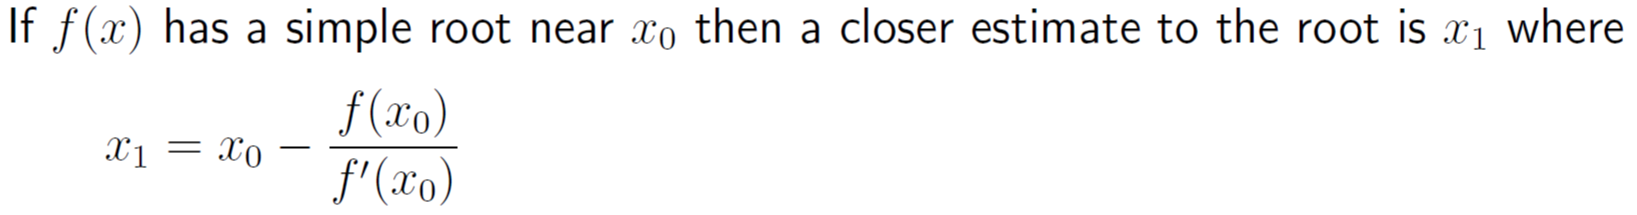 If f(x) has a simple root near x₀ then a closer estimate to the root is x₁ where
x₁ = x₀ − f(x₀)/f′(x₀)